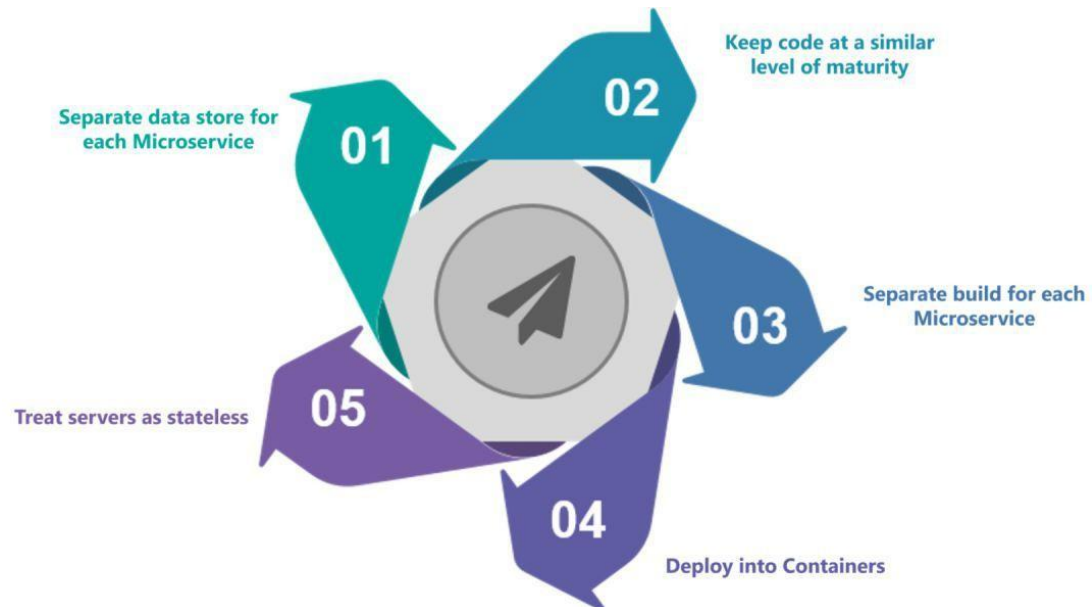 01
Separate data store for
each Microservice
02
Keep code at a similar
level of maturity
03
Separate build for each
Microservice
04
Deploy into Containers
05
Treat servers as stateless